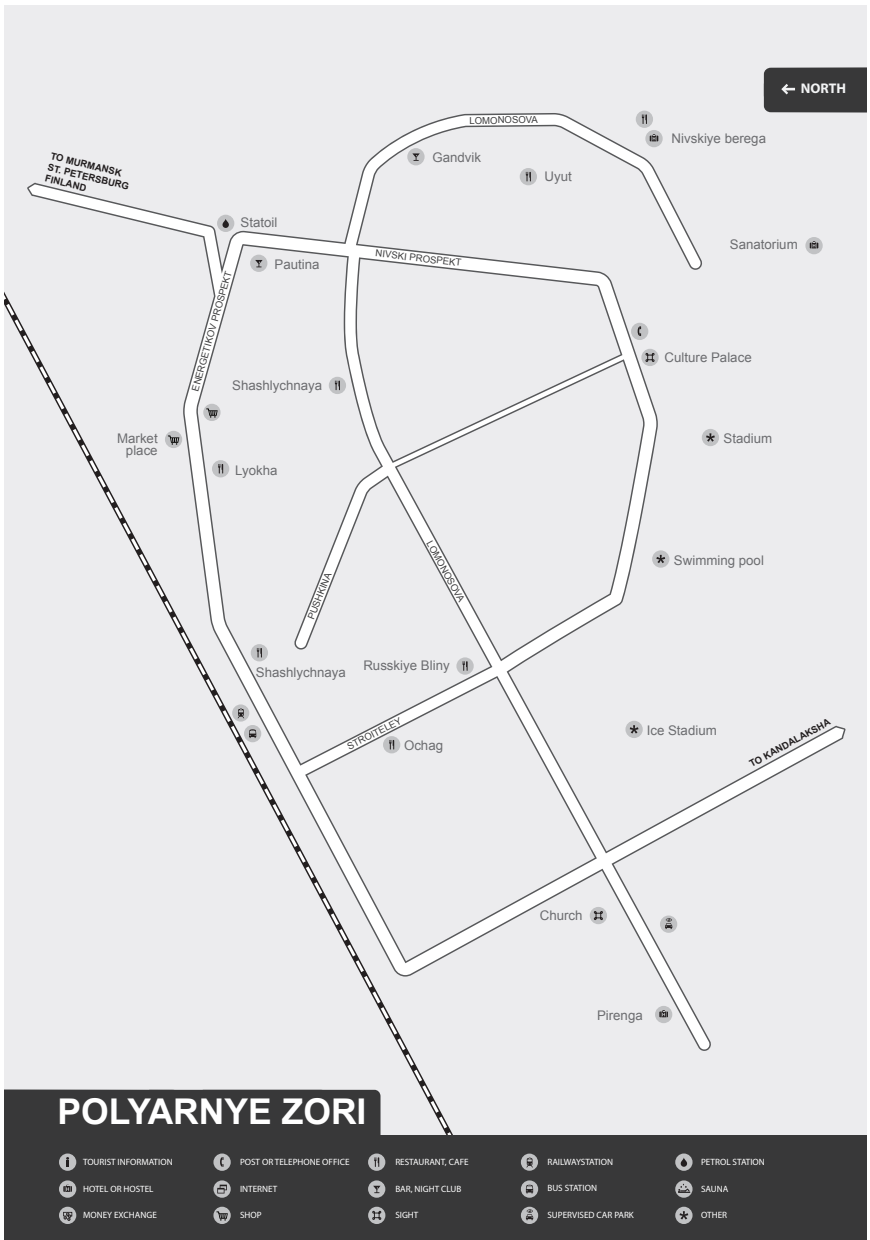 ← NORTH
LOMONOSOVA
Nivskiye berega
Gandvik
TO MURMANSK
ST. PETERSBURG
FINLAND
Uyut
Statoil
Sanatorium
NIVSKI PROSPEKT
Pautina
ENERGETIKOV PROSPEKT
Culture Palace
Shashlychnaya
Market
place
Stadium
Lyokha
LOMONOSOVA
Swimming pool
PUSHKINA
Russkiye Bliny
Shashlychnaya
STROITELEY
Ice Stadium
TO KANDALAKSHA
Ochag
Church
Pirenga
POLYARNYE ZORI
TOURIST INFORMATION
POST OR TELEPHONE OFFICE
RESTAURANT, CAFE
RAILWAYSTATION
PETROL STATION
HOTEL OR HOSTEL
INTERNET
BAR, NIGHT CLUB
BUS STATION
SAUNA
MONEY EXCHANGE
SHOP
SIGHT
SUPERVISED CAR PARK
OTHER